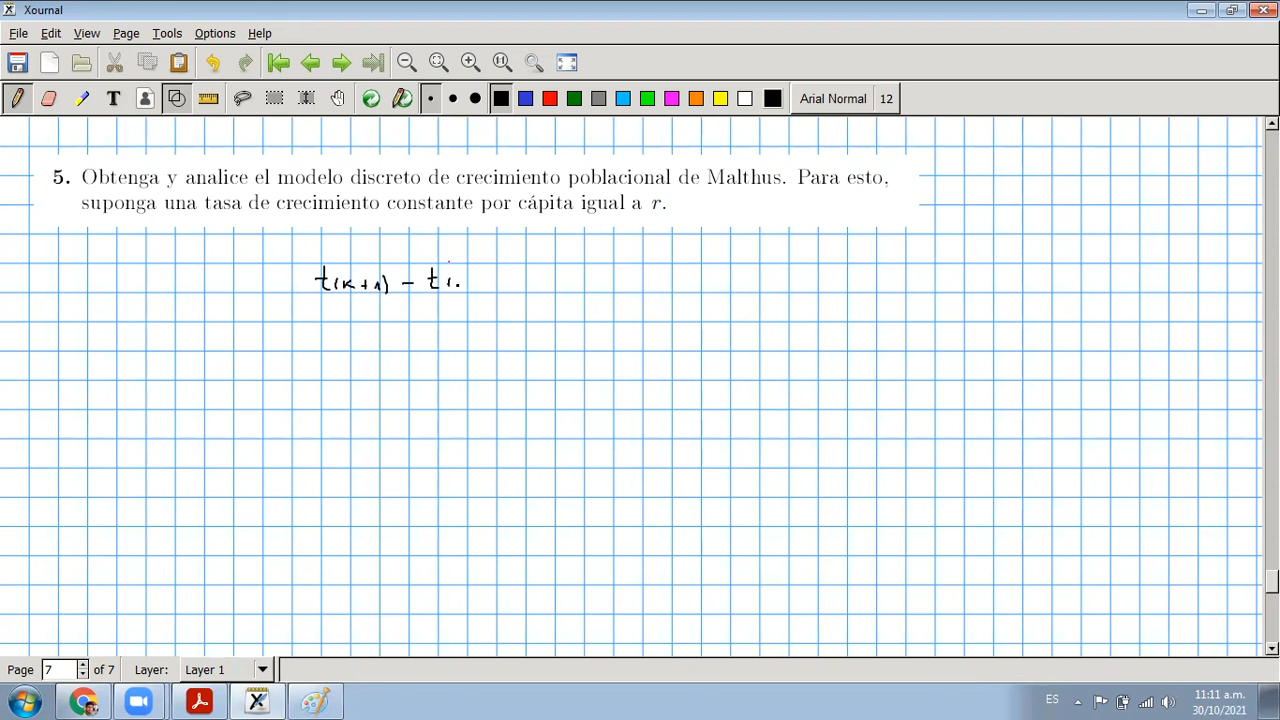 Xournal
File Edit View Page Tools Options Help
Arial Normal 12
5. Obtenga y analice el modelo discreto de crecimiento poblacional de Malthus. Para esto,
suponga una tasa de crecimiento constante por cápita igual a r.
t(k+1) - t
Page 7 of 7 Layer: Layer 1
ES 11:11 a.m.
30/10/2021